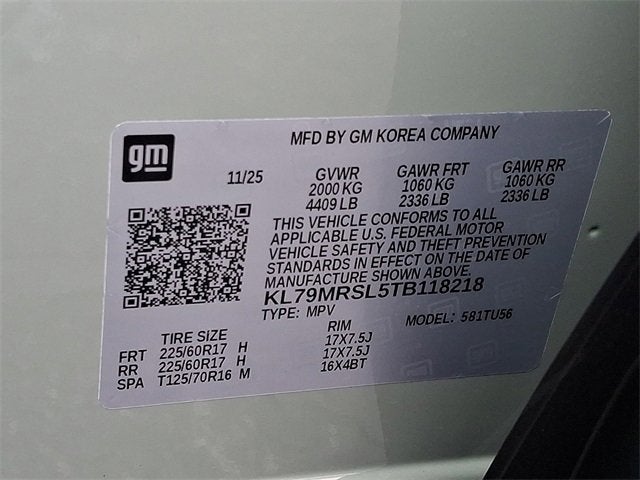 gm
MFD BY GM KOREA COMPANY
11/25 GVWR GAWR FRT GAWR RR
2000 KG 1060 KG 1060 KG
4409 LB 2336 LB 2336 LB
THIS VEHICLE CONFORMS TO ALL
APPLICABLE U.S. FEDERAL MOTOR
VEHICLE SAFETY AND THEFT PREVENTION
STANDARDS IN EFFECT ON THE DATE OF
MANUFACTURE SHOWN ABOVE.
KL79MRSL5TB118218
TYPE: MPV MODEL: 581TU56
TIRE SIZE RIM
FRT 225/60R17 H 17X7.5J
RR 225/60R17 H 17X7.5J
SPA T125/70R16 M 16X4BT